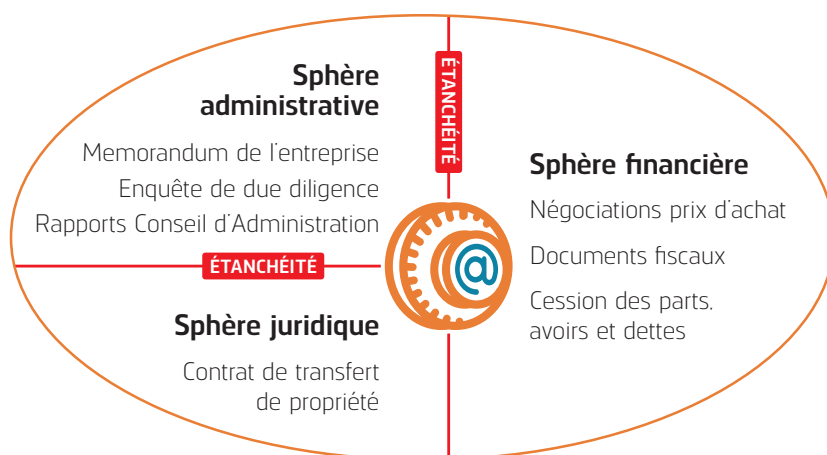 Sphère
administrative
Memorandum de l'entreprise
Enquête de due diligence
Rapports Conseil d'Administration
ÉTANCHÉITÉ
Sphère financière
Négociations prix d'achat
Documents fiscaux
Cession des parts,
avoirs et dettes
@
ÉTANCHÉITÉ
Sphère juridique
Contrat de transfert
de propriété